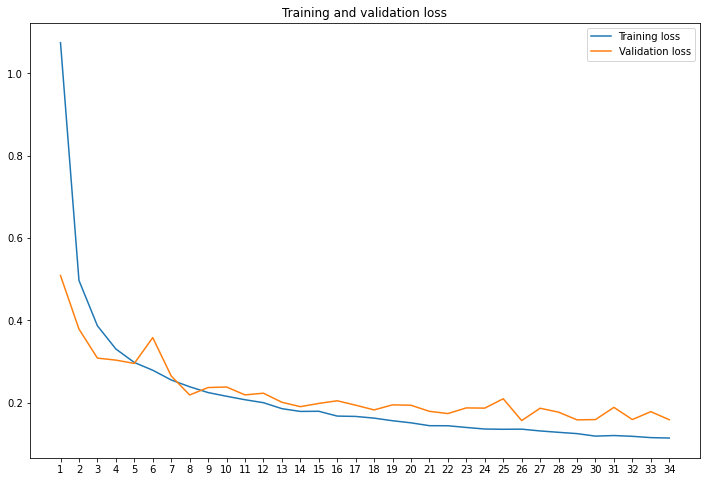 Training and validation loss
Training loss
Validation loss
1.0
0.8
0.6
0.4
0.2
1 2 3 4 5 6 7 8 9 10 11 12 13 14 15 16 17 18 19 20 21 22 23 24 25 26 27 28 29 30 31 32 33 34